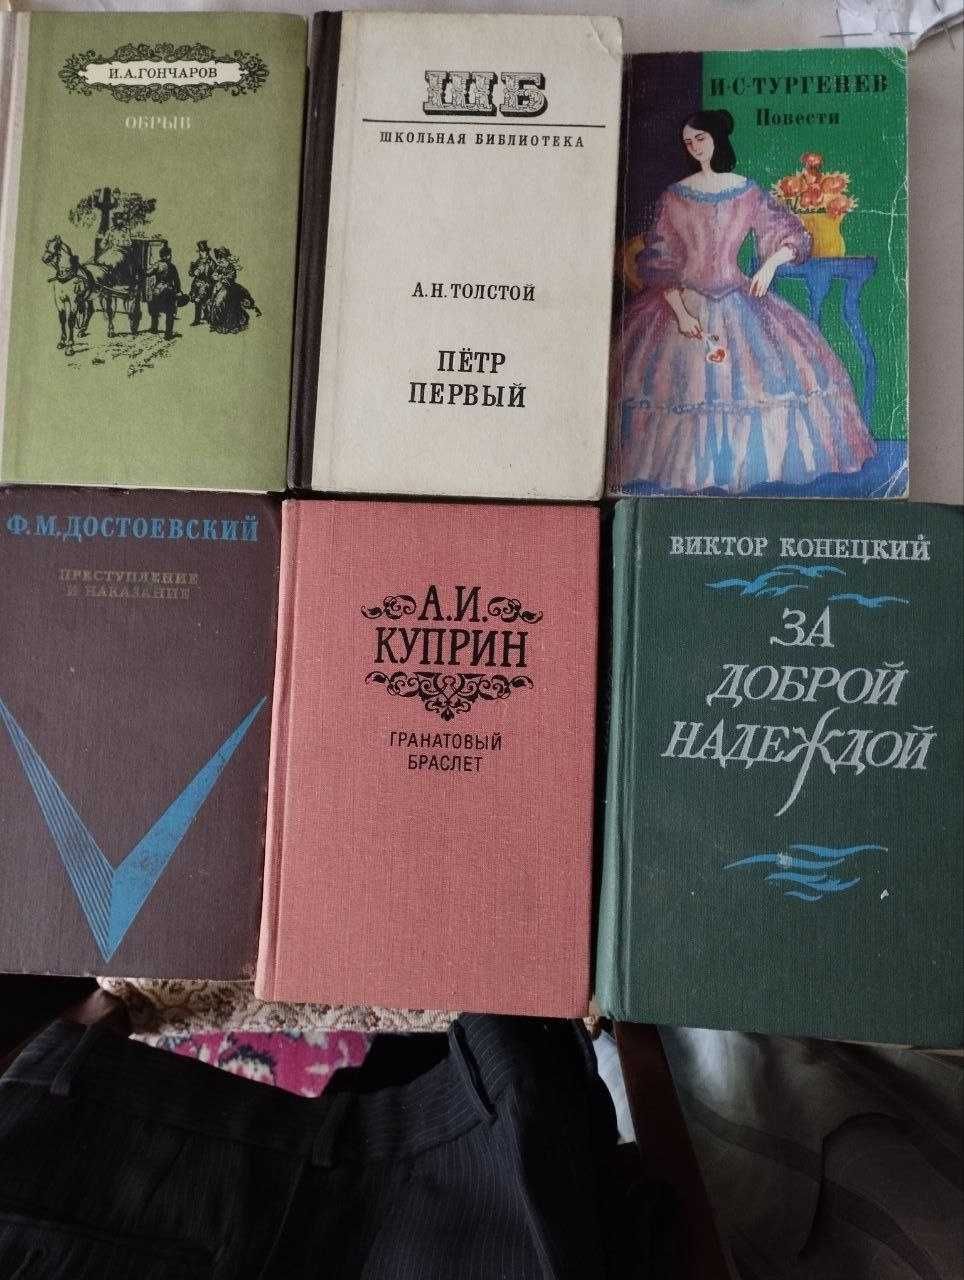 И.А.ГОНЧАРОВ
ОБРЫВ
ШБ
ШКОЛЬНАЯ БИБЛИОТЕКА
А.Н.ТОЛСТОЙ
ПЁТР
ПЕРВЫЙ
И·С·ТУРГЕНЕВ
Повести
Ф.М.ДОСТОЕВСКИЙ
ПРЕСТУПЛЕНИЕ
И НАКАЗАНИЕ
А.И.
КУПРИН
ГРАНАТОВЫЙ
БРАСЛЕТ
ВИКТОР КОНЕЦКИЙ
ЗА
ДОБРОЙ
НАДЕЖДОЙ